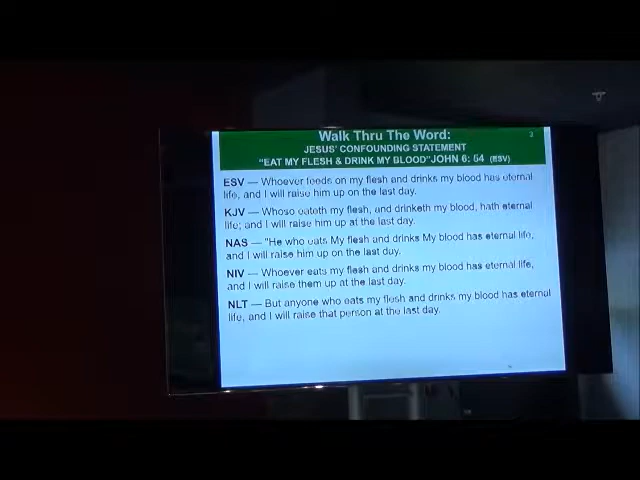 Walk Thru The Word:
3
JESUS' CONFOUNDING STATEMENT
"EAT MY FLESH & DRINK MY BLOOD"JOHN 6: 54 (ESV)
ESV — Whoever feeds on my flesh and drinks my blood has eternal
life, and I will raise him up on the last day.
KJV — Whoso eateth my flesh, and drinketh my blood, hath eternal
life; and I will raise him up at the last day.
NAS — "He who eats My flesh and drinks My blood has eternal life,
and I will raise him up on the last day.
NIV — Whoever eats my flesh and drinks my blood has eternal life,
and I will raise them up at the last day.
NLT — But anyone who eats my flesh and drinks my blood has eternal
life, and I will raise that person at the last day.